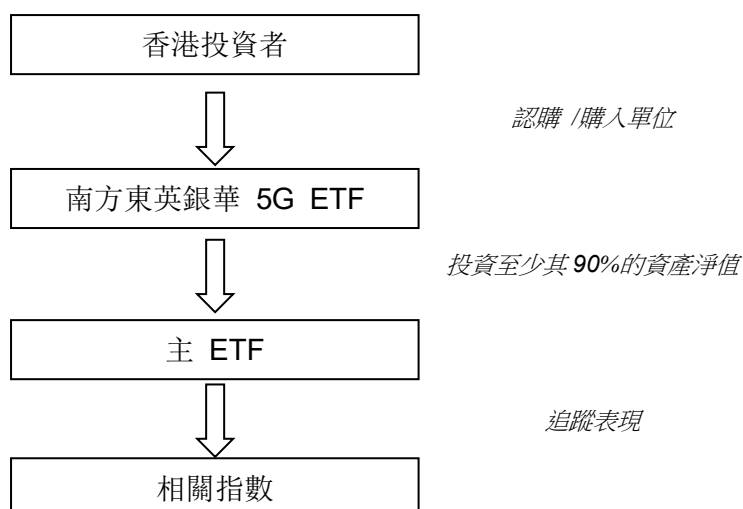 香港投資者
認購 /購入單位
南方東英銀華 5G ETF
投資至少其 90%的資產淨值
主 ETF
追蹤表現
相關指數